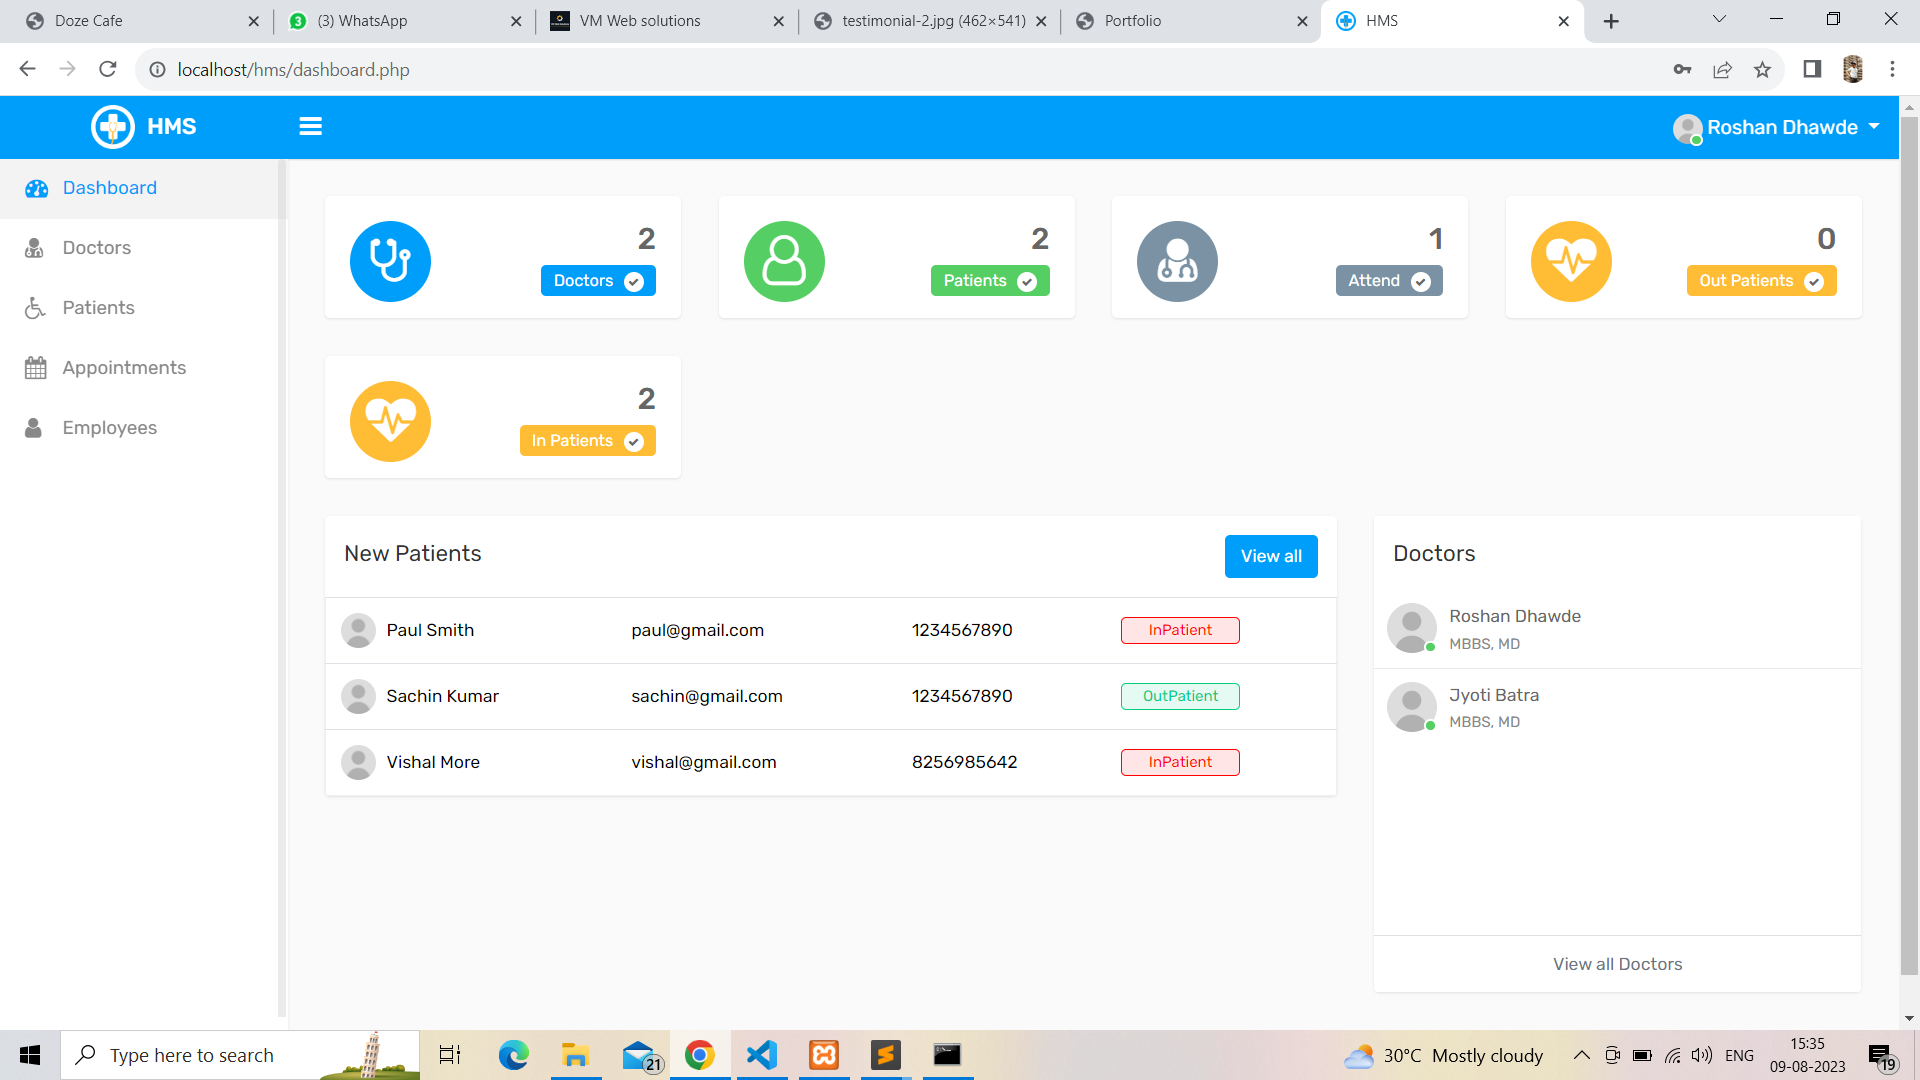 Doze Cafe
(3) WhatsApp
VM Web solutions
testimonial-2.jpg (462×541)
Portfolio
HMS
localhost/hms/dashboard.php
HMS
Roshan Dhawde
Dashboard
Doctors
Patients
Appointments
Employees
2
Doctors
2
Patients
1
Attend
0
Out Patients
2
In Patients
New Patients
View all
Paul Smith paul@gmail.com 1234567890 InPatient
Sachin Kumar sachin@gmail.com 1234567890 OutPatient
Vishal More vishal@gmail.com 8256985642 InPatient
Doctors
Roshan Dhawde
MBBS, MD
Jyoti Batra
MBBS, MD
View all Doctors
Type here to search
21
30°C Mostly cloudy
ENG
15:35
09-08-2023
19